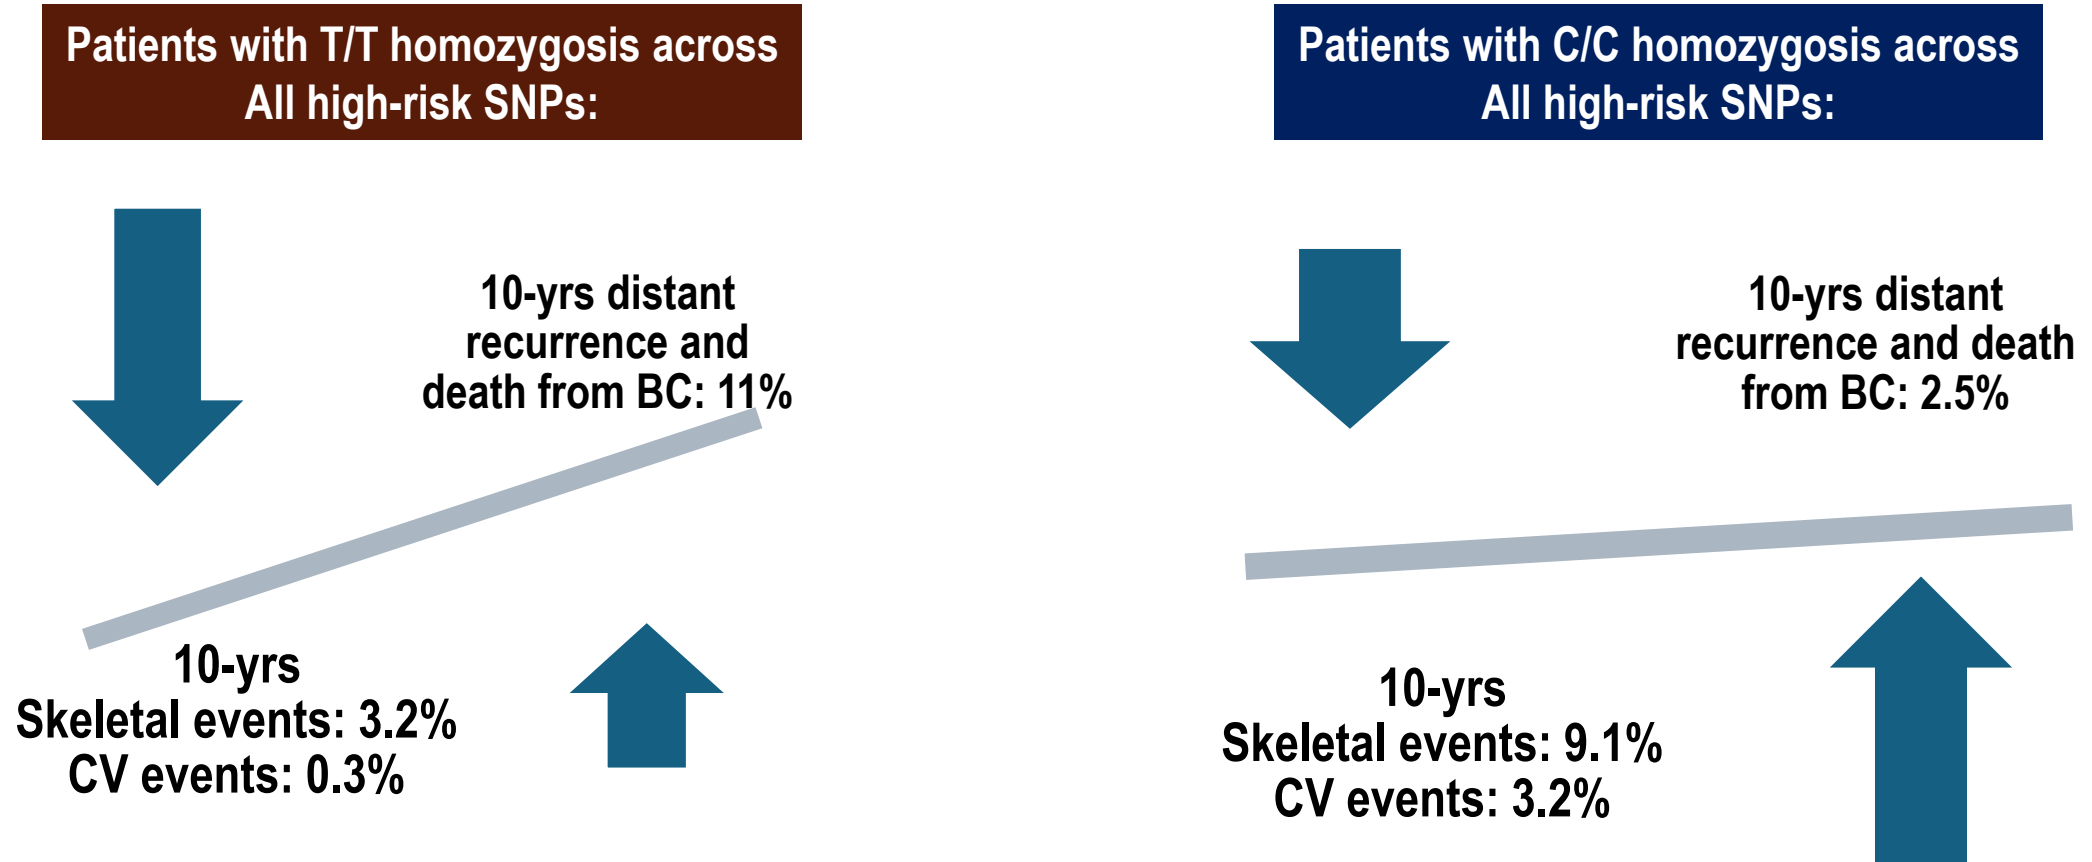 Patients with T/T homozygosis across
All high-risk SNPs:
10-yrs distant
recurrence and
death from BC: 11%
10-yrs
Skeletal events: 3.2%
CV events: 0.3%
Patients with C/C homozygosis across
All high-risk SNPs:
10-yrs distant
recurrence and death
from BC: 2.5%
10-yrs
Skeletal events: 9.1%
CV events: 3.2%